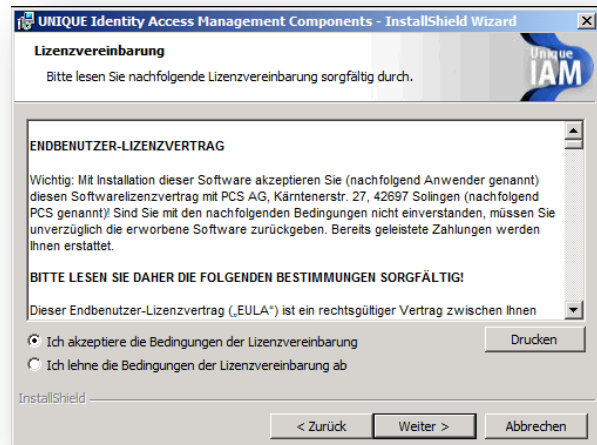 UNIQUE Identity Access Management Components - InstallShield Wizard
Lizenzvereinbarung
Bitte lesen Sie nachfolgende Lizenzvereinbarung sorgfältig durch.
Unique
IAM
ENDBENUTZER-LIZENZVERTRAG
Wichtig: Mit Installation dieser Software akzeptieren Sie (nachfolgend Anwender genannt)
diesen Softwarelizenzvertrag mit PCS AG, Kärntenerstr. 27, 42697 Solingen (nachfolgend
PCS genannt)! Sind Sie mit den nachfolgenden Bedingungen nicht einverstanden, müssen Sie
unverzüglich die erworbene Software zurückgeben. Bereits geleistete Zahlungen werden
Ihnen erstattet.
BITTE LESEN SIE DAHER DIE FOLGENDEN BESTIMMUNGEN SORGFÄLTIG!
Dieser Endbenutzer-Lizenzvertrag („EULA") ist ein rechtsgültiger Vertrag zwischen Ihnen
Ich akzeptiere die Bedingungen der Lizenzvereinbarung
Drucken
Ich lehne die Bedingungen der Lizenzvereinbarung ab
InstallShield
< Zurück
Weiter >
Abbrechen